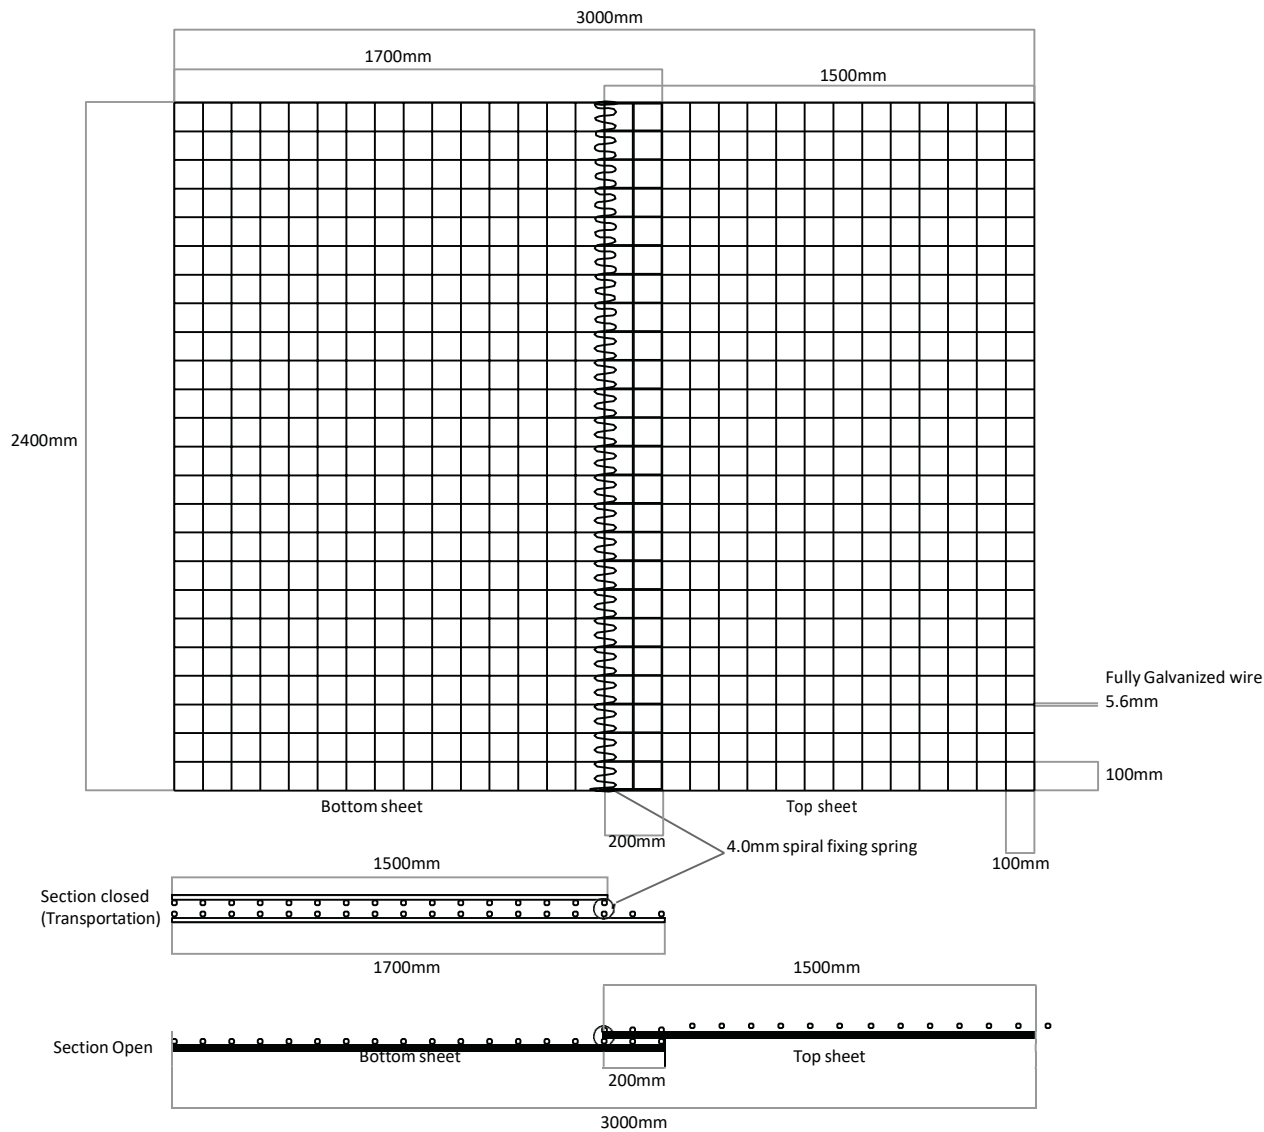 3000mm
1700mm
1500mm
2400mm
Fully Galvanized wire
5.6mm
100mm
Bottom sheet
Top sheet
200mm
4.0mm spiral fixing spring
100mm
1500mm
Section closed
(Transportation)
1700mm
1500mm
Section Open
Bottom sheet
Top sheet
200mm
3000mm